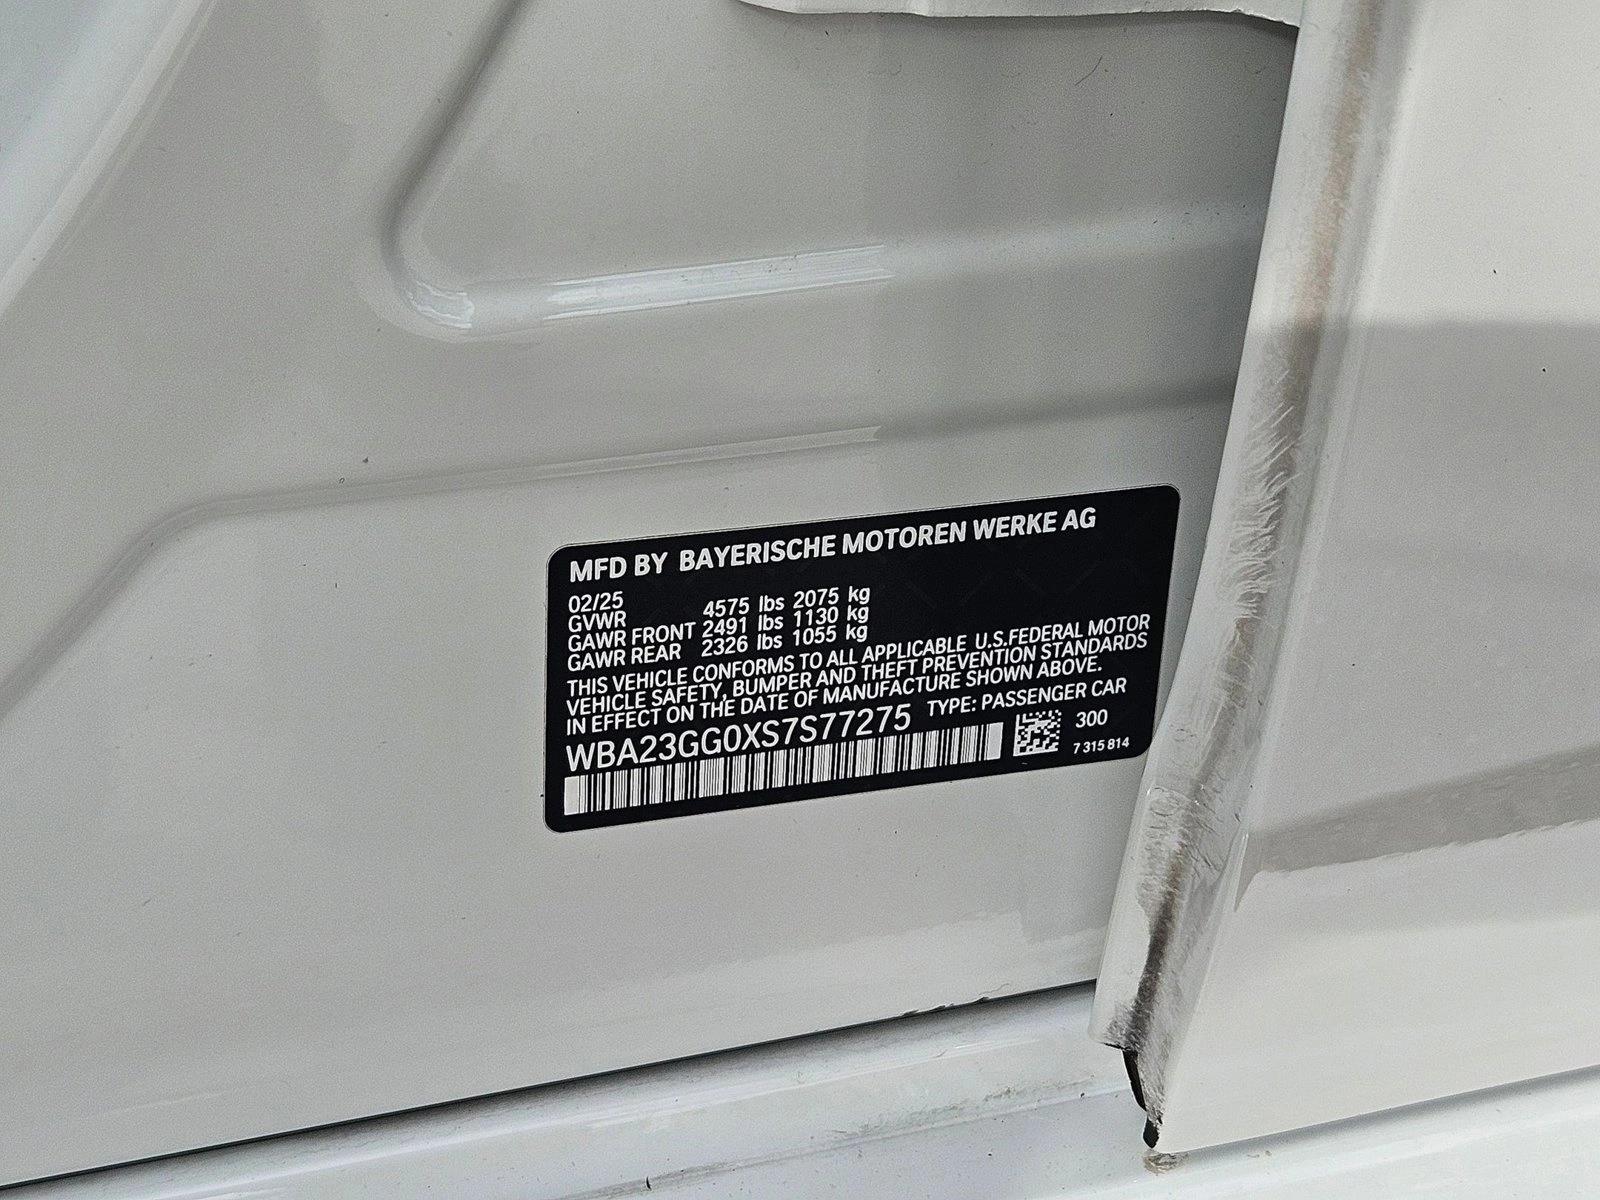 MFD BY BAYERISCHE MOTOREN WERKE AG
02/25
GVWR 4575 lbs 2075 kg
GAWR FRONT 2491 lbs 1130 kg
GAWR REAR 2326 lbs 1055 kg
THIS VEHICLE CONFORMS TO ALL APPLICABLE U.S.FEDERAL MOTOR
VEHICLE SAFETY, BUMPER AND THEFT PREVENTION STANDARDS
IN EFFECT ON THE DATE OF MANUFACTURE SHOWN ABOVE.
WBA23GG0XS7S77275 TYPE: PASSENGER CAR
300
7 315 814